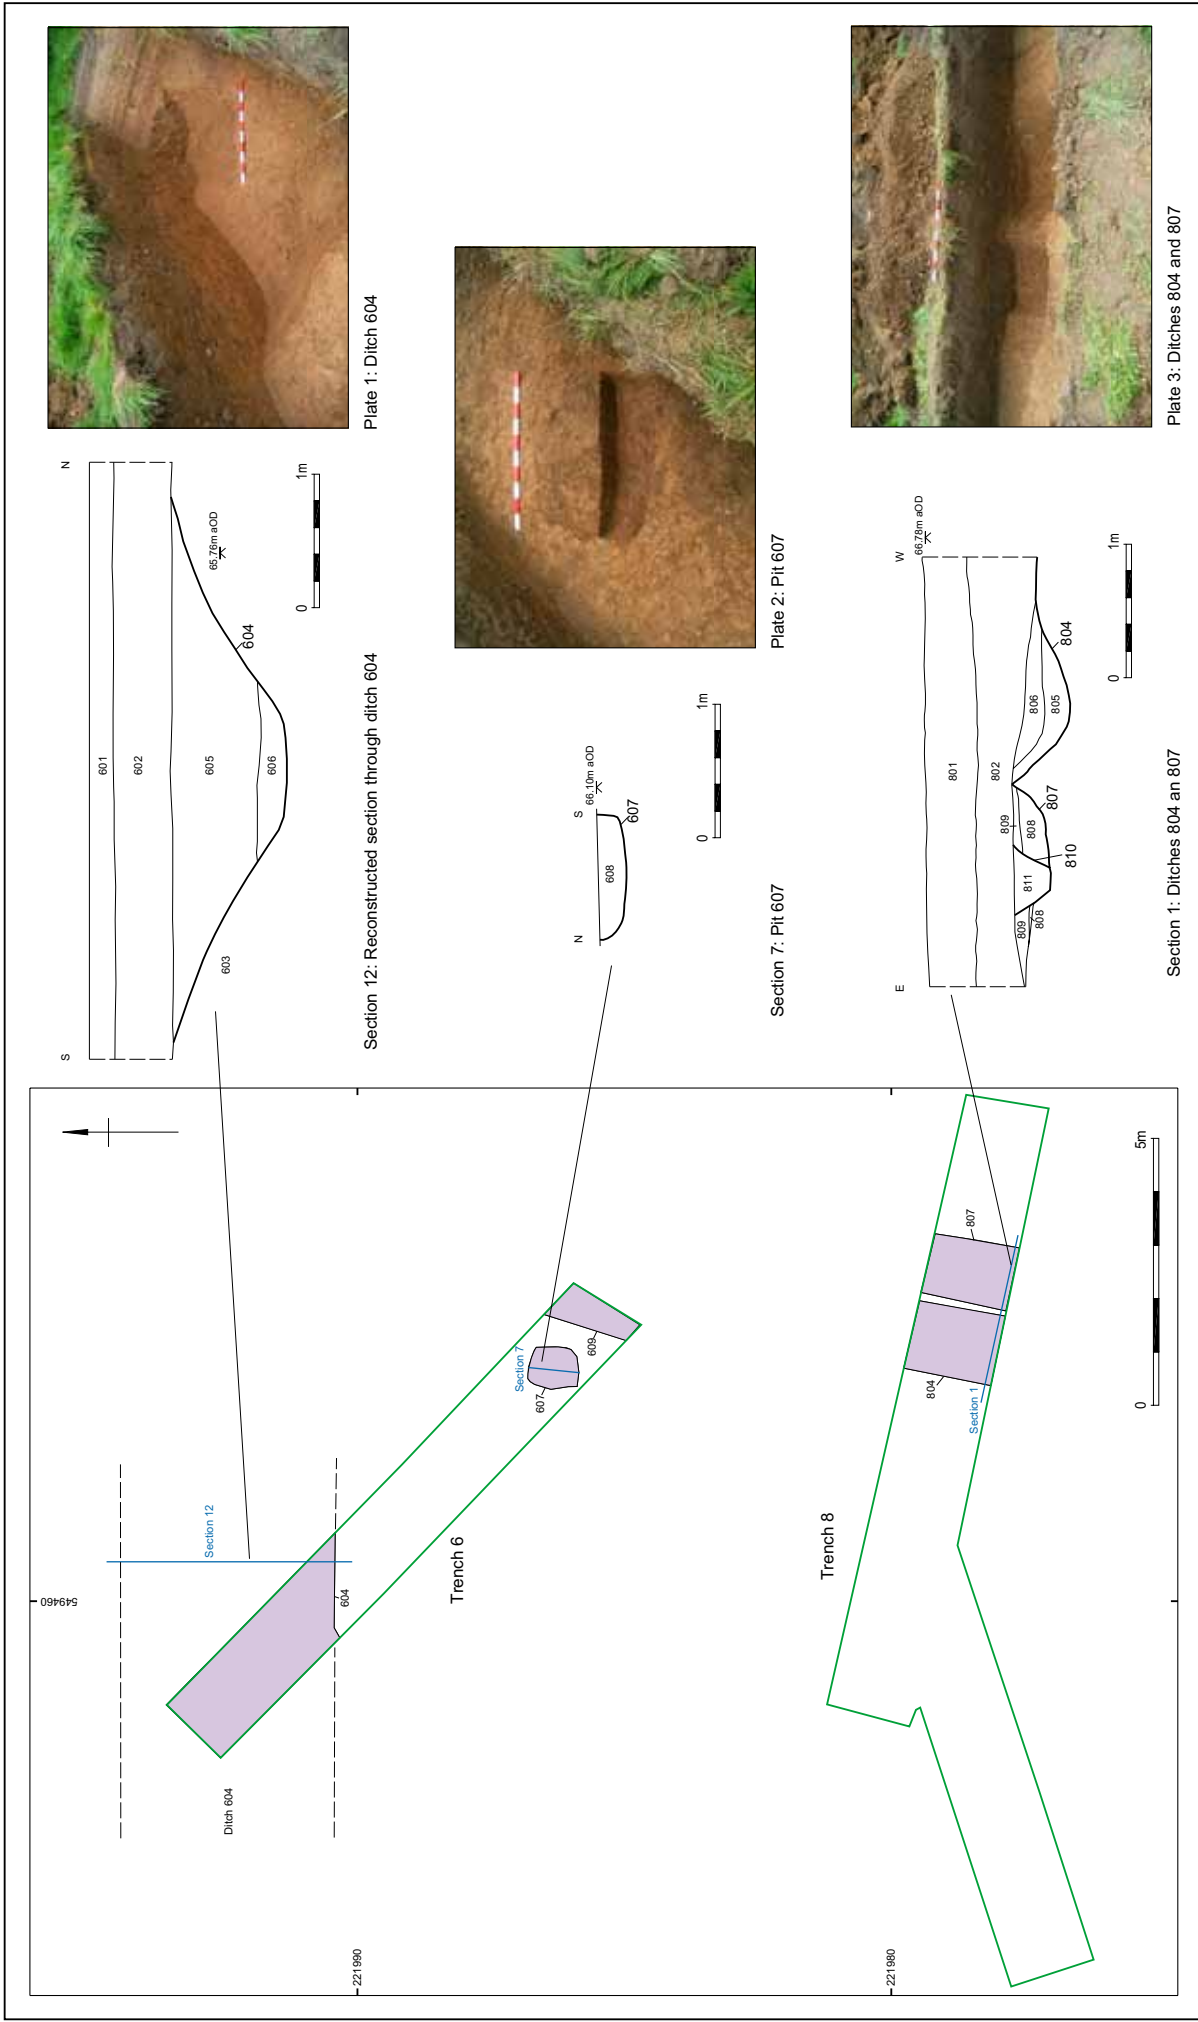 549460
221990
221980
Ditch 604
604
Section 12
Trench 6
607
Section 7
609
Trench 8
804
Section 1
807
0
5m
S
N
601
602
603
605
606
604
65.76m aOD
0
1m
Section 12: Reconstructed section through ditch 604
N
S
608
607
66.10m aOD
0
1m
Section 7: Pit 607
E
W
66.78m aOD
801
802
809
808
811
810
809
808
807
806
805
804
0
1m
Section 1: Ditches 804 an 807
Plate 1: Ditch 604
Plate 2: Pit 607
Plate 3: Ditches 804 and 807